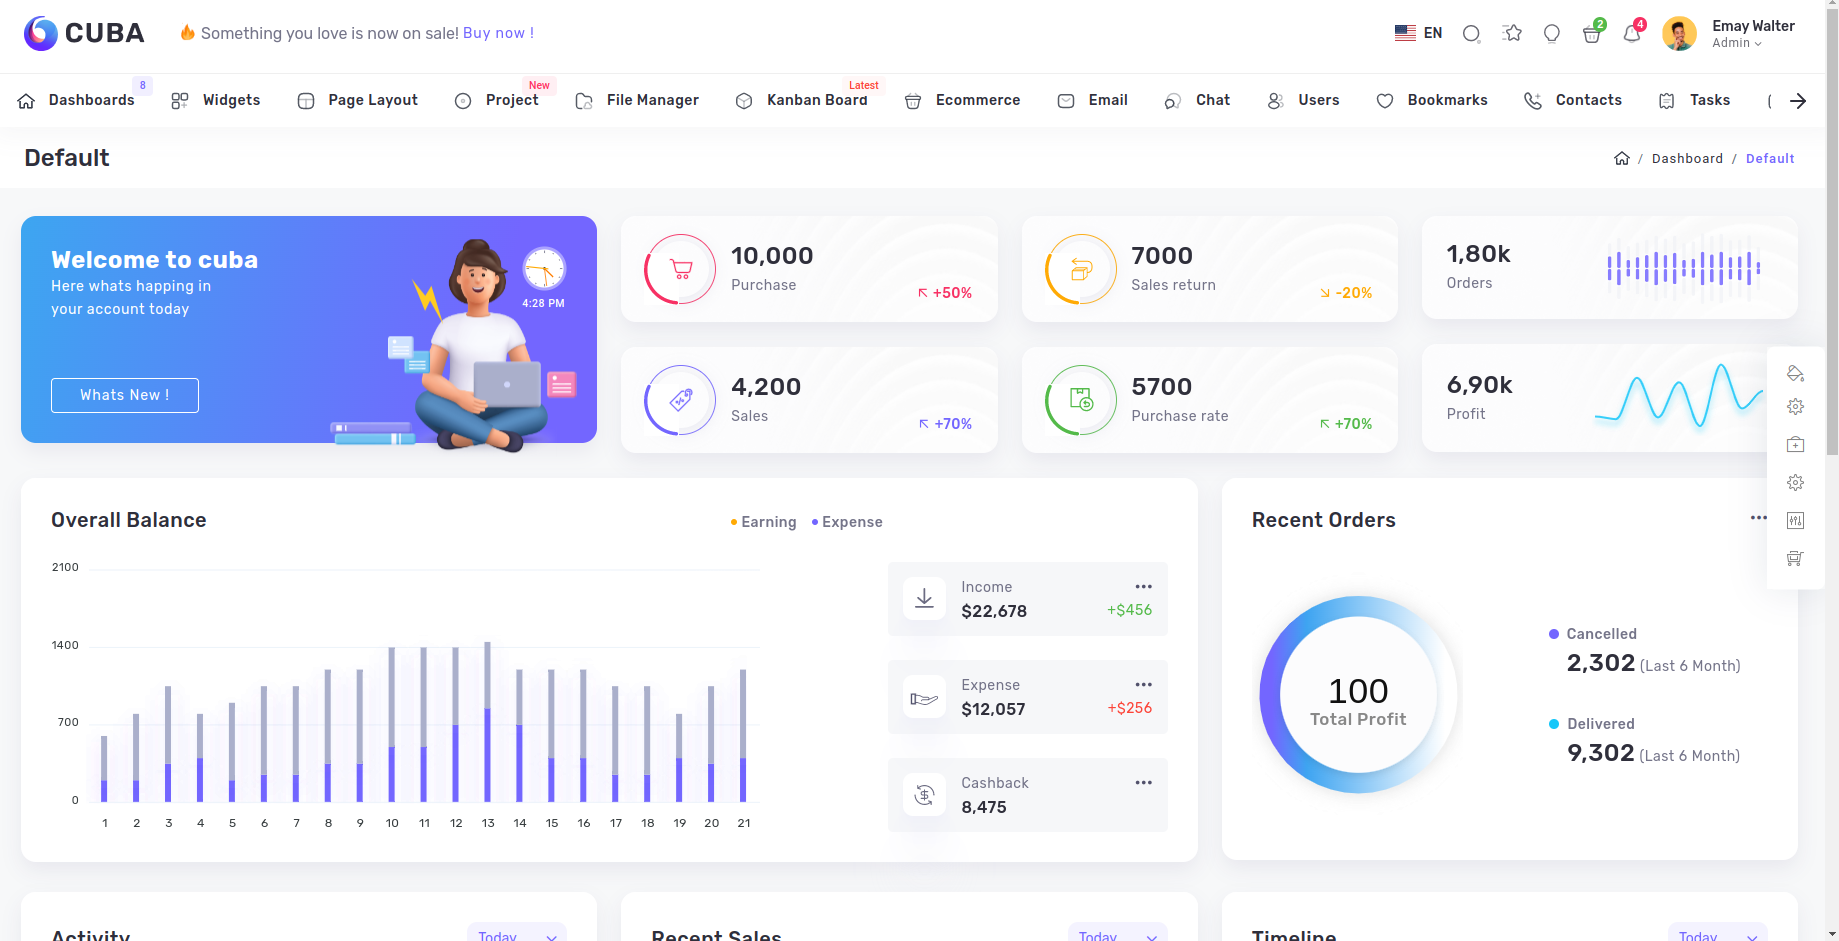 CUBA
Something you love is now on sale! Buy now !
EN
2
4
Emay Walter
Admin
Dashboards 8
Widgets
Page Layout
Project New
File Manager
Kanban Board Latest
Ecommerce
Email
Chat
Users
Bookmarks
Contacts
Tasks
Default
/ Dashboard / Default
Welcome to cuba
Here whats happing in
your account today
Whats New !
4:28 PM
10,000
Purchase
+50%
7000
Sales return
-20%
1,80k
Orders
4,200
Sales
+70%
5700
Purchase rate
+70%
6,90k
Profit
Overall Balance
Earning Expense
2100
1400
700
0
1 2 3 4 5 6 7 8 9 10 11 12 13 14 15 16 17 18 19 20 21
Income
$22,678
+$456
Expense
$12,057
+$256
Cashback
8,475
Recent Orders
100
Total Profit
Cancelled
2,302 (Last 6 Month)
Delivered
9,302 (Last 6 Month)
Activity
Today
Recent Sales
Today
Timeline
Today